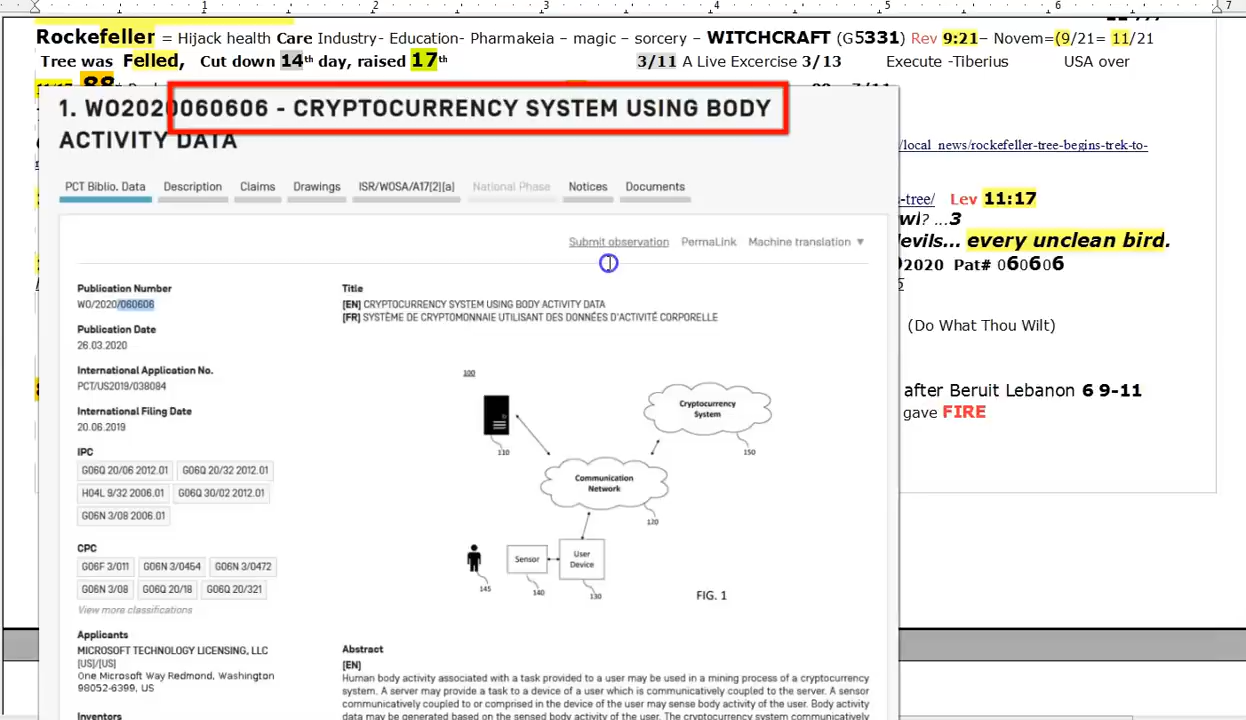 1 2 3 4 5 6 7
Rockefeller = Hijack health Care Industry- Education- Pharmakeia – magic – sorcery – WITCHCRAFT (G5331) Rev 9:21– Novem=(9/21= 11/21
Tree was Felled, Cut down 14th day, raised 17th 3/11 A Live Excercise 3/13 Execute -Tiberius USA over
88
1. WO2020060606 - CRYPTOCURRENCY SYSTEM USING BODY
ACTIVITY DATA
/local_news/rockefeller-tree-begins-trek-to-
PCT Biblio. Data Description Claims Drawings ISR/WOSA/A17(2)(a) National Phase Notices Documents
s-tree/ Lev 11:17
wl? ...3
Submit observation PermaLink Machine translation ▼
devils... every unclean bird.
2020 Pat# 060606
Publication Number
WO/2020/060606
Publication Date
26.03.2020
International Application No.
PCT/US2019/038084
International Filing Date
20.06.2019
IPC
G06Q 20/06 2012.01 G06Q 20/32 2012.01
H04L 9/32 2006.01 G06Q 30/02 2012.01
G06N 3/08 2006.01
CPC
G06F 3/011 G06N 3/0454 G06N 3/0472
G06N 3/08 G06Q 20/18 G06Q 20/321
View more classifications
Applicants
MICROSOFT TECHNOLOGY LICENSING, LLC
[US]/[US]
One Microsoft Way Redmond, Washington
98052-6399, US
Inventors
Title
[EN] CRYPTOCURRENCY SYSTEM USING BODY ACTIVITY DATA
[FR] SYSTÈME DE CRYPTOMONNAIE UTILISANT DES DONNÉES D'ACTIVITÉ CORPORELLE
100
110
Cryptocurrency
System
150
Communication
Network
120
145
Sensor
140
User
Device
130
FIG. 1
Abstract
[EN]
Human body activity associated with a task provided to a user may be used in a mining process of a cryptocurrency
system. A server may provide a task to a device of a user which is communicatively coupled to the server. A sensor
communicatively coupled to or comprised in the device of the user may sense body activity of the user. Body activity
data may be generated based on the sensed body activity of the user. The cryptocurrency system communicatively
(Do What Thou Wilt)
after Beruit Lebanon 6 9-11
gave FIRE